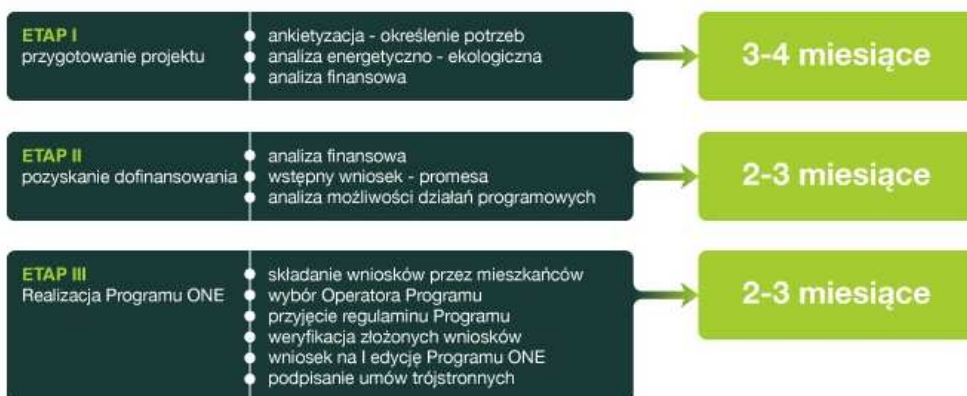 ETAP I
przygotowanie projektu
ankietyzacja - określenie potrzeb
analiza energetyczno - ekologiczna
analiza finansowa
3-4 miesiące
ETAP II
pozyskanie dofinansowania
analiza finansowa
wstępny wniosek - promesa
analiza możliwości działań programowych
2-3 miesiące
ETAP III
Realizacja Programu ONE
składanie wniosków przez mieszkańców
wybór Operatora Programu
przyjęcie regulaminu Programu
weryfikacja złożonych wniosków
wniosek na I edycję Programu ONE
podpisanie umów trójstronnych
2-3 miesiące